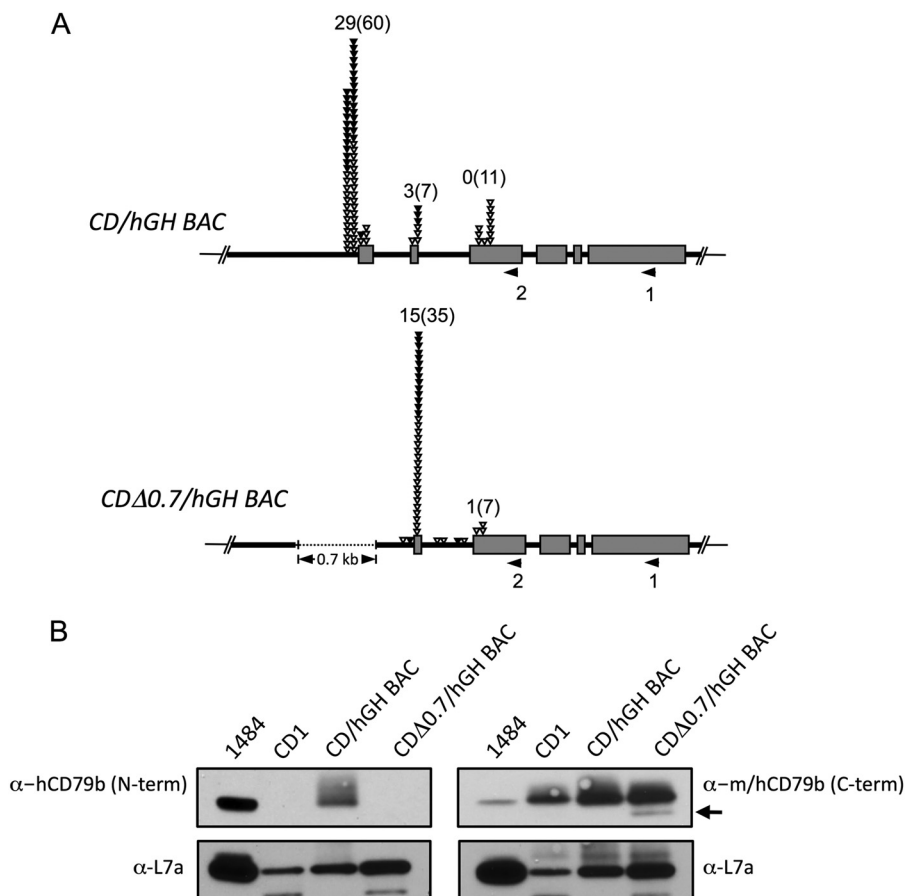 A
29(60)
3(7)
0(11)
CD/hGH BAC
2
1
15(35)
CDΔ0.7/hGH BAC
1(7)
0.7 kb
2
1
B
1484
CD1
CD/hGH BAC
CDΔ0.7/hGH BAC
1484
CD1
CD/hGH BAC
CDΔ0.7/hGH BAC
α–hCD79b (N-term)
α–m/hCD79b (C-term)
α-L7a
α-L7a